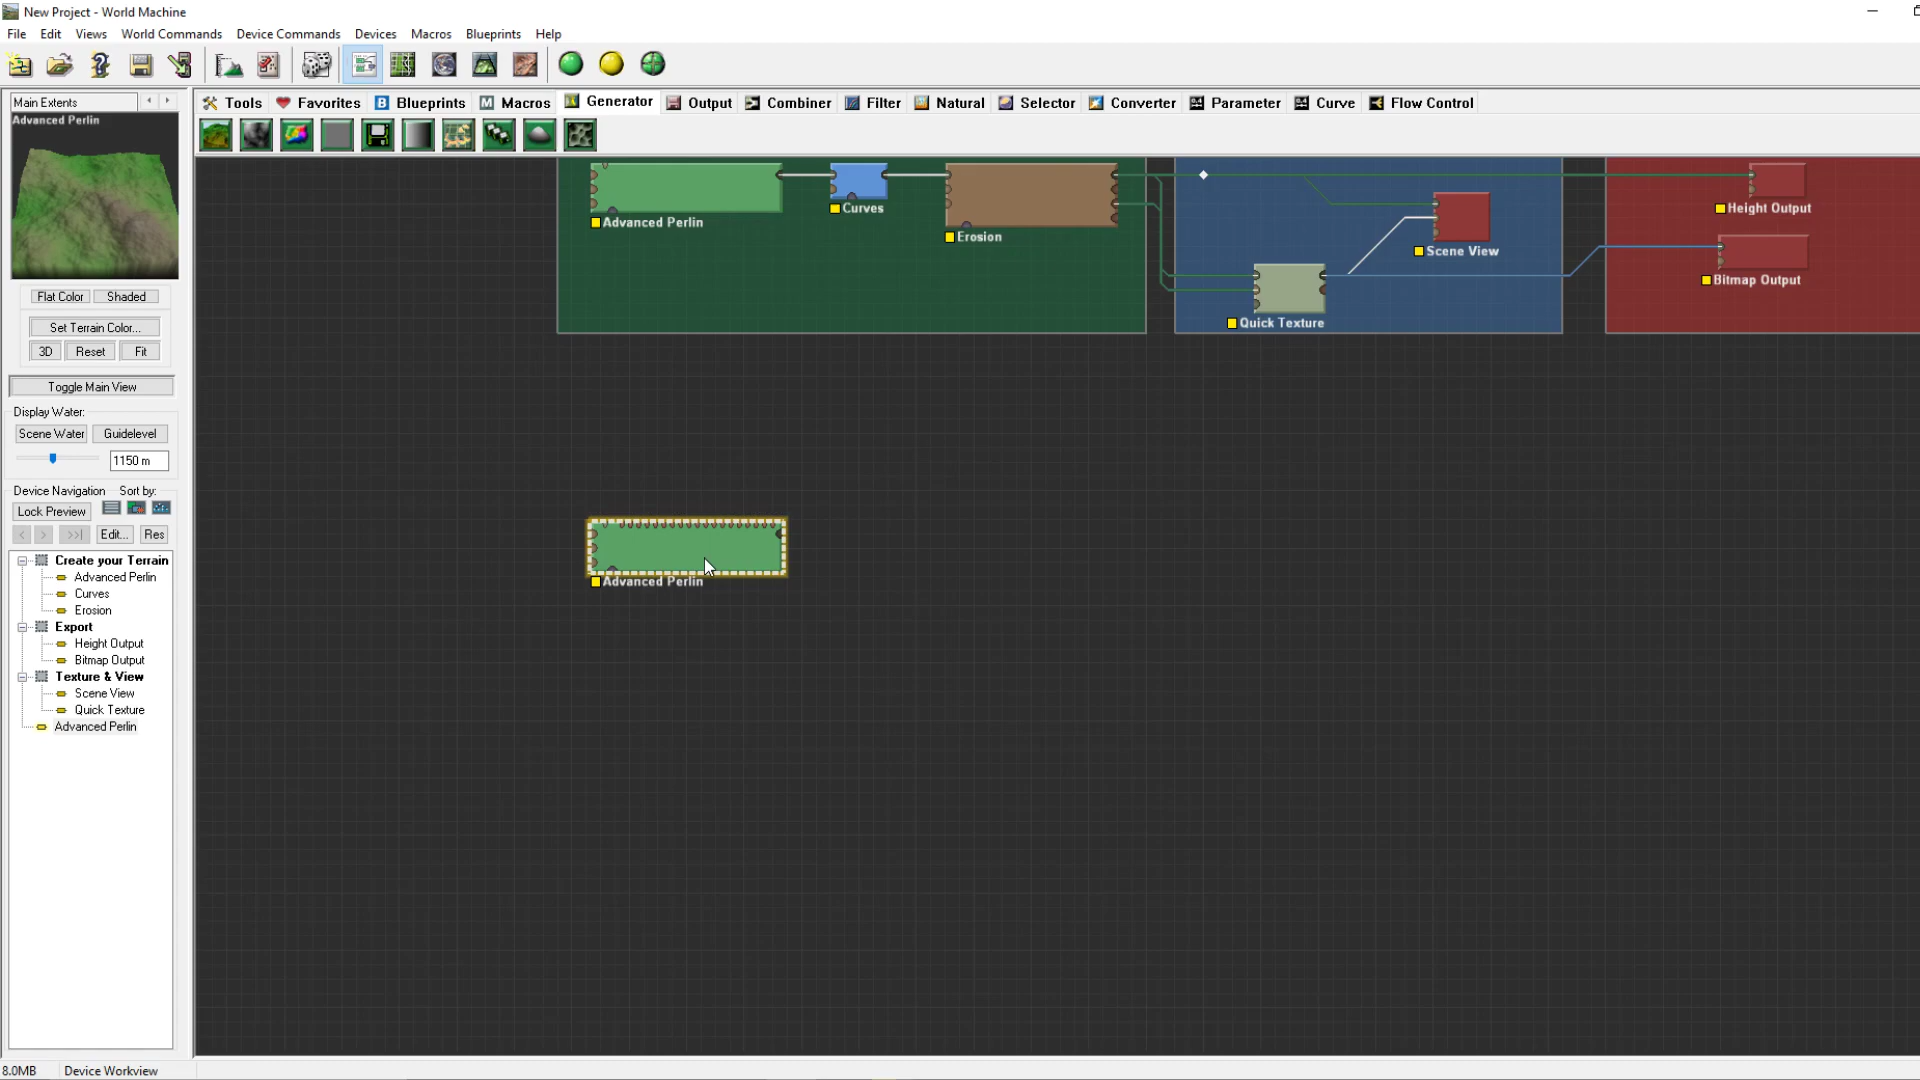 New Project - World Machine
File Edit Views World Commands Device Commands Devices Macros Blueprints Help
Main Extents
Tools Favorites Blueprints Macros Generator Output Combiner Filter Natural Selector Converter Parameter Curve Flow Control
Advanced Perlin
Flat Color Shaded
Set Terrain Color...
3D Reset Fit
Toggle Main View
Display Water:
Scene Water Guidelevel
1150 m
Device Navigation Sort by:
Lock Preview
Edit... Res
Create your Terrain
Advanced Perlin
Curves
Erosion
Export
Height Output
Bitmap Output
Texture & View
Scene View
Quick Texture
Advanced Perlin
Advanced Perlin
Curves
Erosion
Quick Texture
Scene View
Height Output
Bitmap Output
Advanced Perlin
8.0MB Device Workview